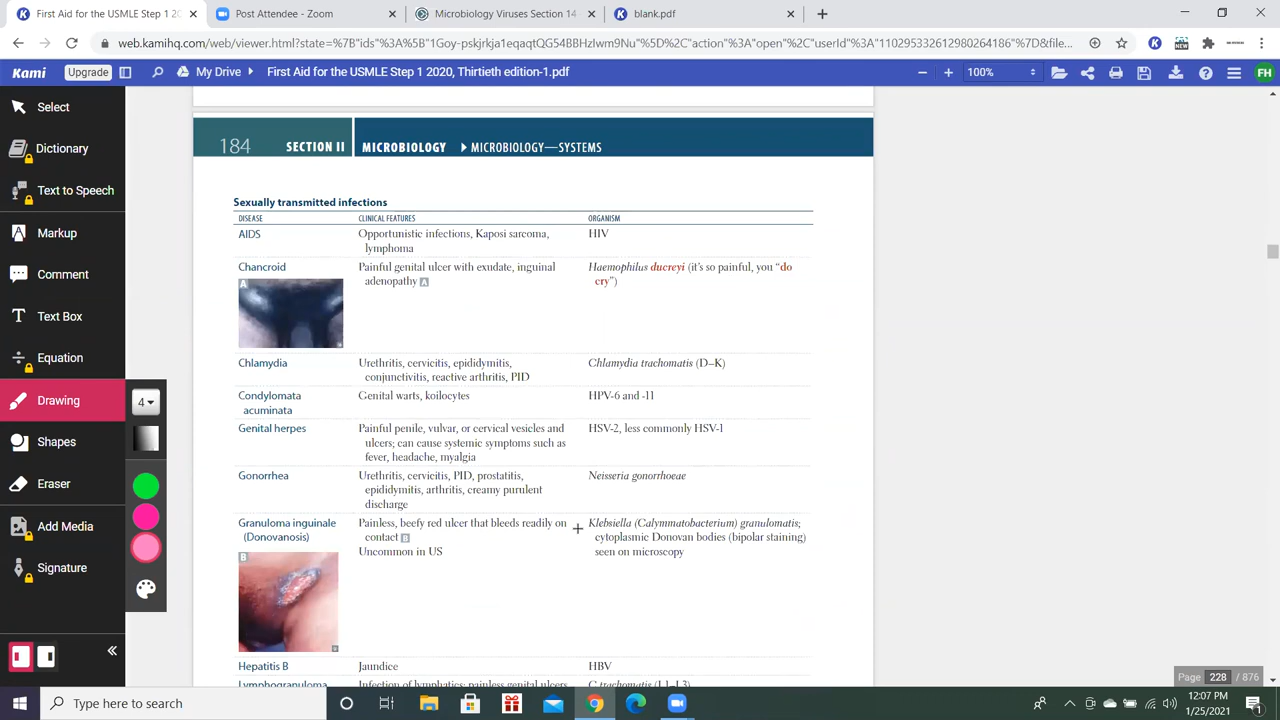 First Aid for the USMLE Step 1 20
Post Attendee - Zoom
Microbiology Viruses Section 14
blank.pdf
web.kamihq.com/web/viewer.html?state=%7B"ids"%3A%5B"1Goy-pskjrkja1eqaqtQG54BBHzlwm9Nu"%5D%2C"action"%3A"open"%2C"userId"%3A"110295332612980264186"%7D&file...
Kami
Upgrade
My Drive
First Aid for the USMLE Step 1 2020, Thirtieth edition-1.pdf
100%
FH
Select
Dictionary
Text to Speech
Markup
Comment
Text Box
Equation
Drawing
Shapes
Eraser
Add Media
Signature
4
184 SECTION II MICROBIOLOGY MICROBIOLOGY—SYSTEMS
Sexually transmitted infections
DISEASE CLINICAL FEATURES ORGANISM
AIDS Opportunistic infections, Kaposi sarcoma, HIV
lymphoma
Chancroid Painful genital ulcer with exudate, inguinal Haemophilus ducreyi (it's so painful, you "do
adenopathy A cry")
A
Chlamydia Urethritis, cervicitis, epididymitis, Chlamydia trachomatis (D–K)
conjunctivitis, reactive arthritis, PID
Condylomata Genital warts, koilocytes HPV-6 and -11
acuminata
Genital herpes Painful penile, vulvar, or cervical vesicles and HSV-2, less commonly HSV-1
ulcers; can cause systemic symptoms such as
fever, headache, myalgia
Gonorrhea Urethritis, cervicitis, PID, prostatitis, Neisseria gonorrhoeae
epididymitis, arthritis, creamy purulent
discharge
Granuloma inguinale Painless, beefy red ulcer that bleeds readily on Klebsiella (Calymmatobacterium) granulomatis;
(Donovanosis) contact B cytoplasmic Donovan bodies (bipolar staining)
Uncommon in US seen on microscopy
B
Hepatitis B Jaundice HBV
Lymphogranuloma Infection of lymphatics; painless genital ulcers, C trachomatis (L1–L3)
Page 228 / 876
Type here to search
12:07 PM
1/25/2021